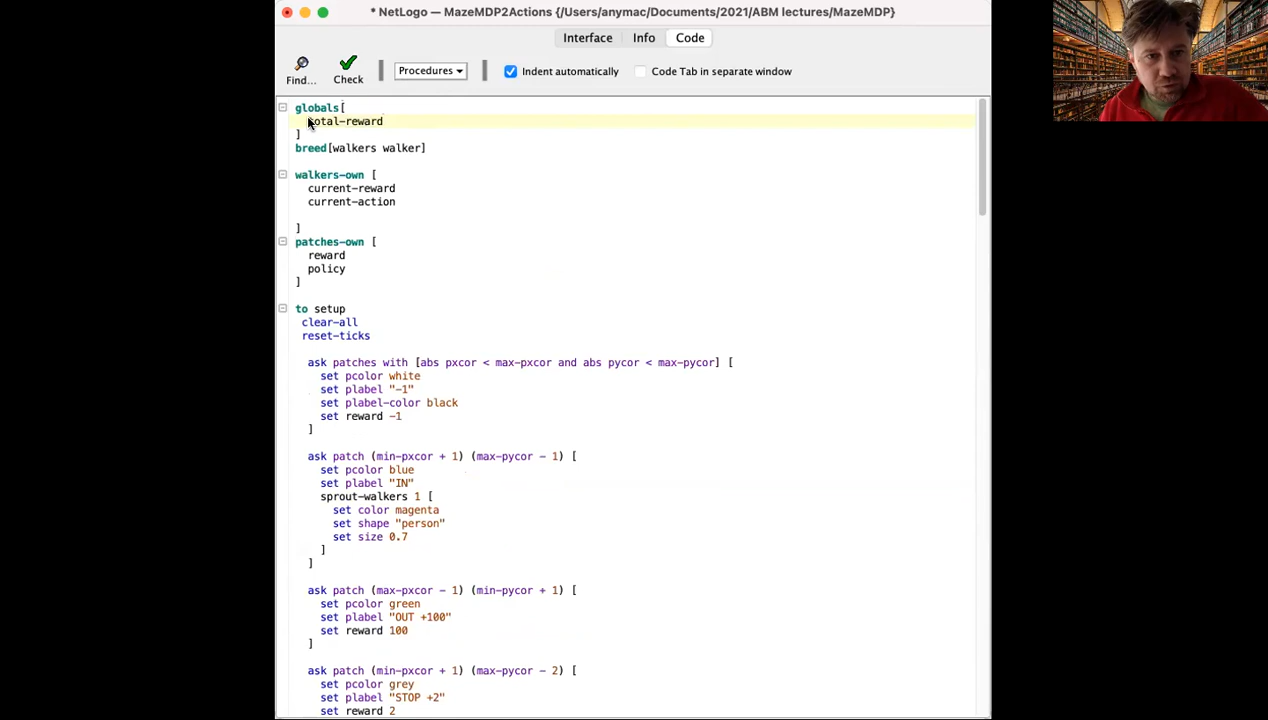 * NetLogo — MazeMDP2Actions {/Users/anymac/Documents/2021/ABM lectures/MazeMDP}
Interface Info Code
Find... Check Procedures Indent automatically Code Tab in separate window
globals[
total-reward
]
breed[walkers walker]
walkers-own [
current-reward
current-action
]
patches-own [
reward
policy
]
to setup
clear-all
reset-ticks
ask patches with [abs pxcor < max-pxcor and abs pycor < max-pycor] [
set pcolor white
set plabel "-1"
set plabel-color black
set reward -1
]
ask patch (min-pxcor + 1) (max-pycor - 1) [
set pcolor blue
set plabel "IN"
sprout-walkers 1 [
set color magenta
set shape "person"
set size 0.7
]
]
ask patch (max-pxcor - 1) (min-pycor + 1) [
set pcolor green
set plabel "OUT +100"
set reward 100
]
ask patch (min-pxcor + 1) (max-pycor - 2) [
set pcolor grey
set plabel "STOP +2"
set reward 2